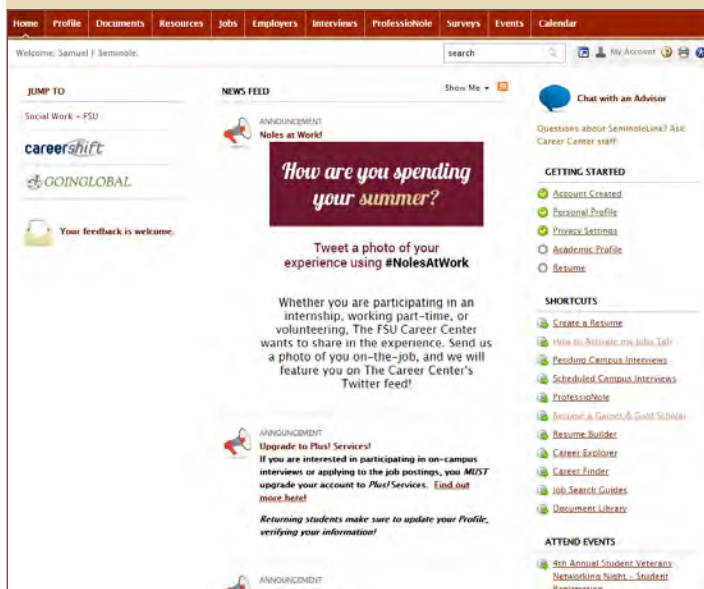 Home Profile Documents Resources Jobs Employers Interviews ProfessioNole Surveys Events Calendar
Welcome, Samuel J Seminole.
search
My Account
JUMP TO
Social Work - FSU
careershift
GOINGLOBAL
Your feedback is welcome.
NEWS FEED
Show Me
ANNOUNCEMENT
Noles at Work!
How are you spending
your summer?
Tweet a photo of your
experience using #NolesAtWork
Whether you are participating in an
internship, working part-time, or
volunteering, The FSU Career Center
wants to share in the experience. Send us
a photo of you on-the-job, and we will
feature you on The Career Center's
Twitter feed!
ANNOUNCEMENT
Upgrade to Plus! Services!
If you are interested in participating in on-campus
interviews or applying to the job postings, you MUST
upgrade your account to Plus! Services. Find out
more here!
Returning students make sure to update your Profile,
verifying your information!
ANNOUNCEMENT
Chat with an Advisor
Questions about SeminoleLink? Ask
Career Center staff!
GETTING STARTED
Account Created
Personal Profile
Privacy Settings
Academic Profile
Resume
SHORTCUTS
Create a Resume
How to Activate my Jobs Tab
Pending Campus Interviews
Scheduled Campus Interviews
ProfessioNole
Become a Garnet & Gold Scholar
Resume Builder
Career Explorer
Career Finder
Job Search Guides
Document Library
ATTEND EVENTS
4th Annual Student Veterans
Networking Night - Student
Registration